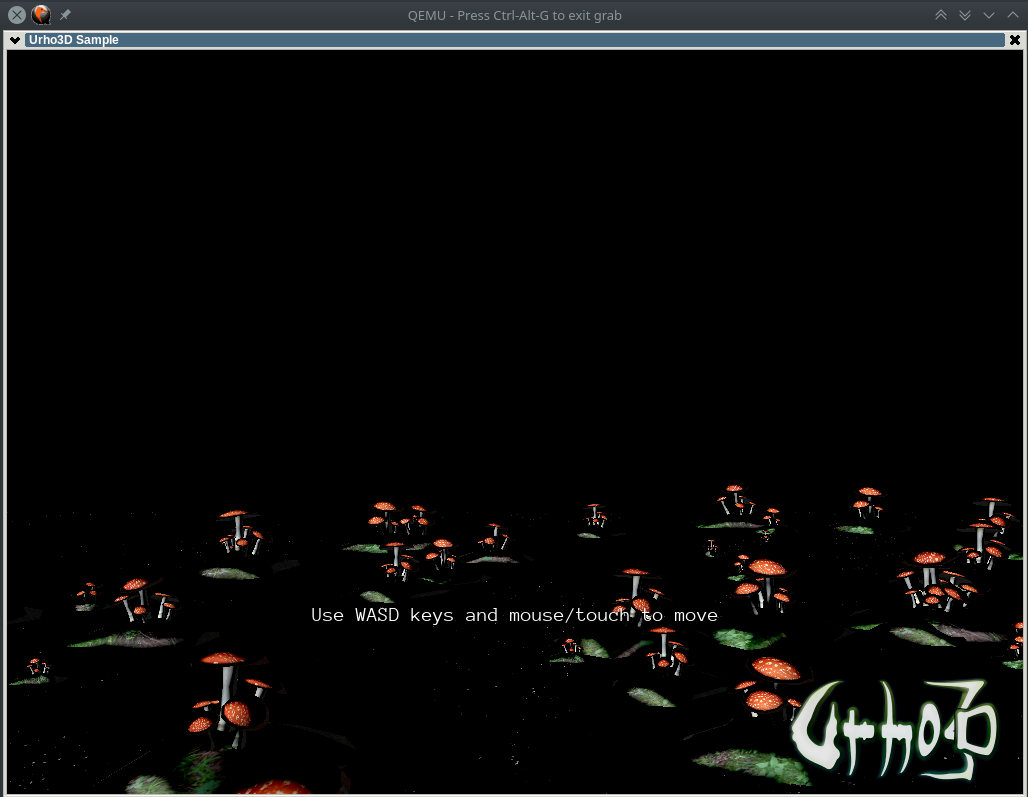 QEMU - Press Ctrl-Alt-G to exit grab
Urho3D Sample
Use WASD keys and mouse/touch to move
Urho3D